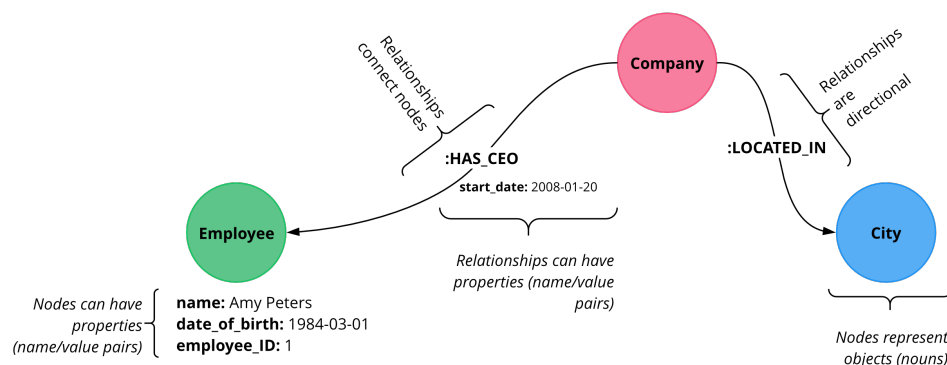 Relationships
connect nodes
Company
Relationships
are
directional
:HAS_CEO
start_date: 2008-01-20
:LOCATED_IN
Employee
City
Relationships can have
properties (name/value
pairs)
Nodes can have
properties
(name/value pairs)
name: Amy Peters
date_of_birth: 1984-03-01
employee_ID: 1
Nodes represent
objects (nouns)